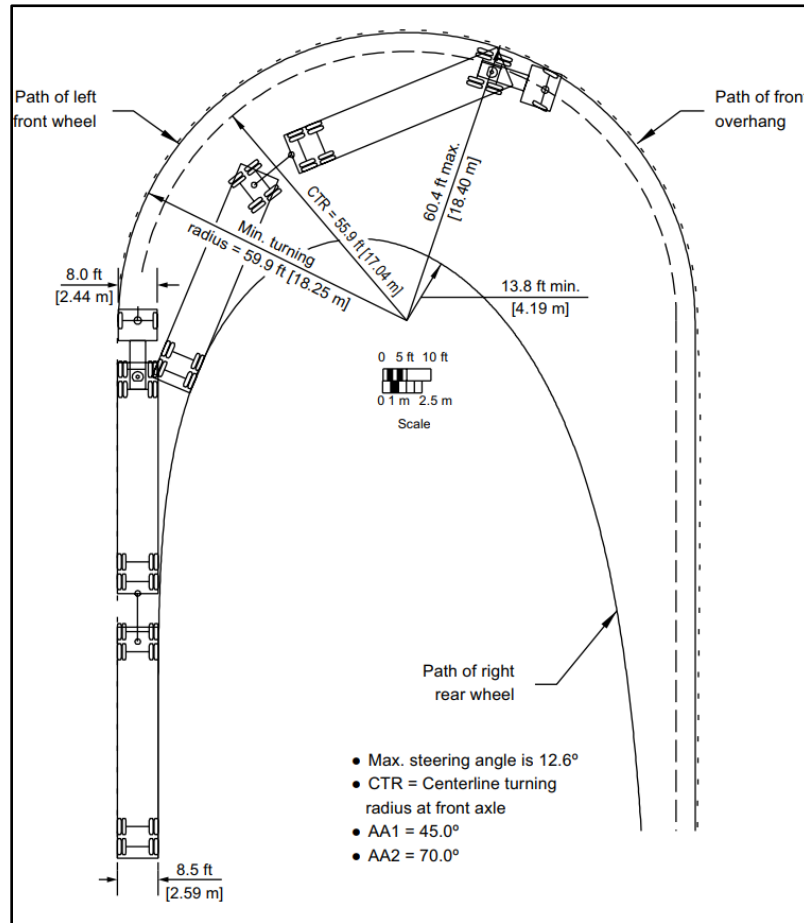 Path of left
front wheel
Path of front
overhang
60.4 ft max.
[18.40 m]
CTR = 55.9 ft [17.04 m]
Min. turning
radius = 59.9 ft [18.25 m]
8.0 ft
[2.44 m]
13.8 ft min.
[4.19 m]
0 5 ft 10 ft
0 1 m 2.5 m
Scale
Path of right
rear wheel
● Max. steering angle is 12.6º
● CTR = Centerline turning
radius at front axle
● AA1 = 45.0º
● AA2 = 70.0º
8.5 ft
[2.59 m]